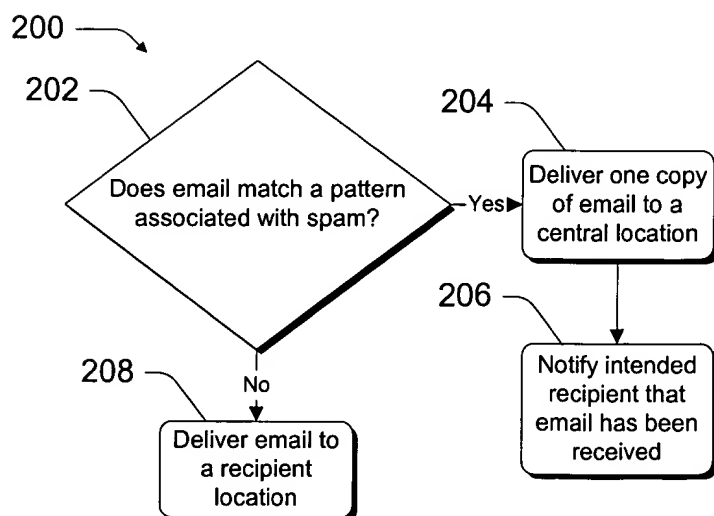 200
202
Does email match a pattern
associated with spam?
Yes
204
Deliver one copy
of email to a
central location
206
Notify intended
recipient that
email has been
received
No
208
Deliver email to
a recipient
location